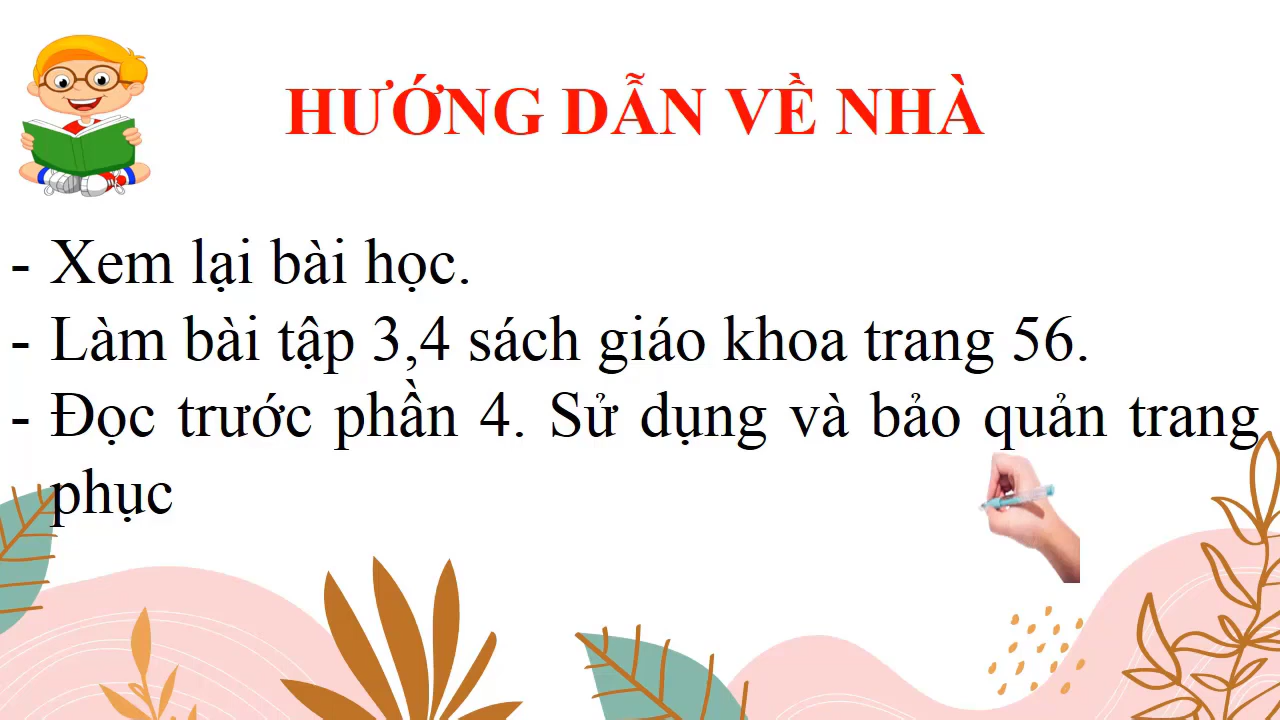 HƯỚNG DẪN VỀ NHÀ
- Xem lại bài học.
- Làm bài tập 3,4 sách giáo khoa trang 56.
- Đọc trước phần 4. Sử dụng và bảo quản trang
phục